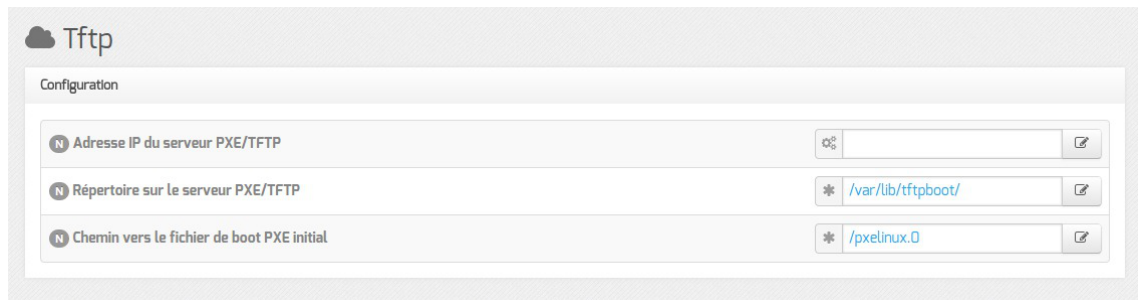 Tftp
Configuration
N Adresse IP du serveur PXE/TFTP
N Répertoire sur le serveur PXE/TFTP
/var/lib/tftpboot/
N Chemin vers le fichier de boot PXE initial
/pxelinux.0